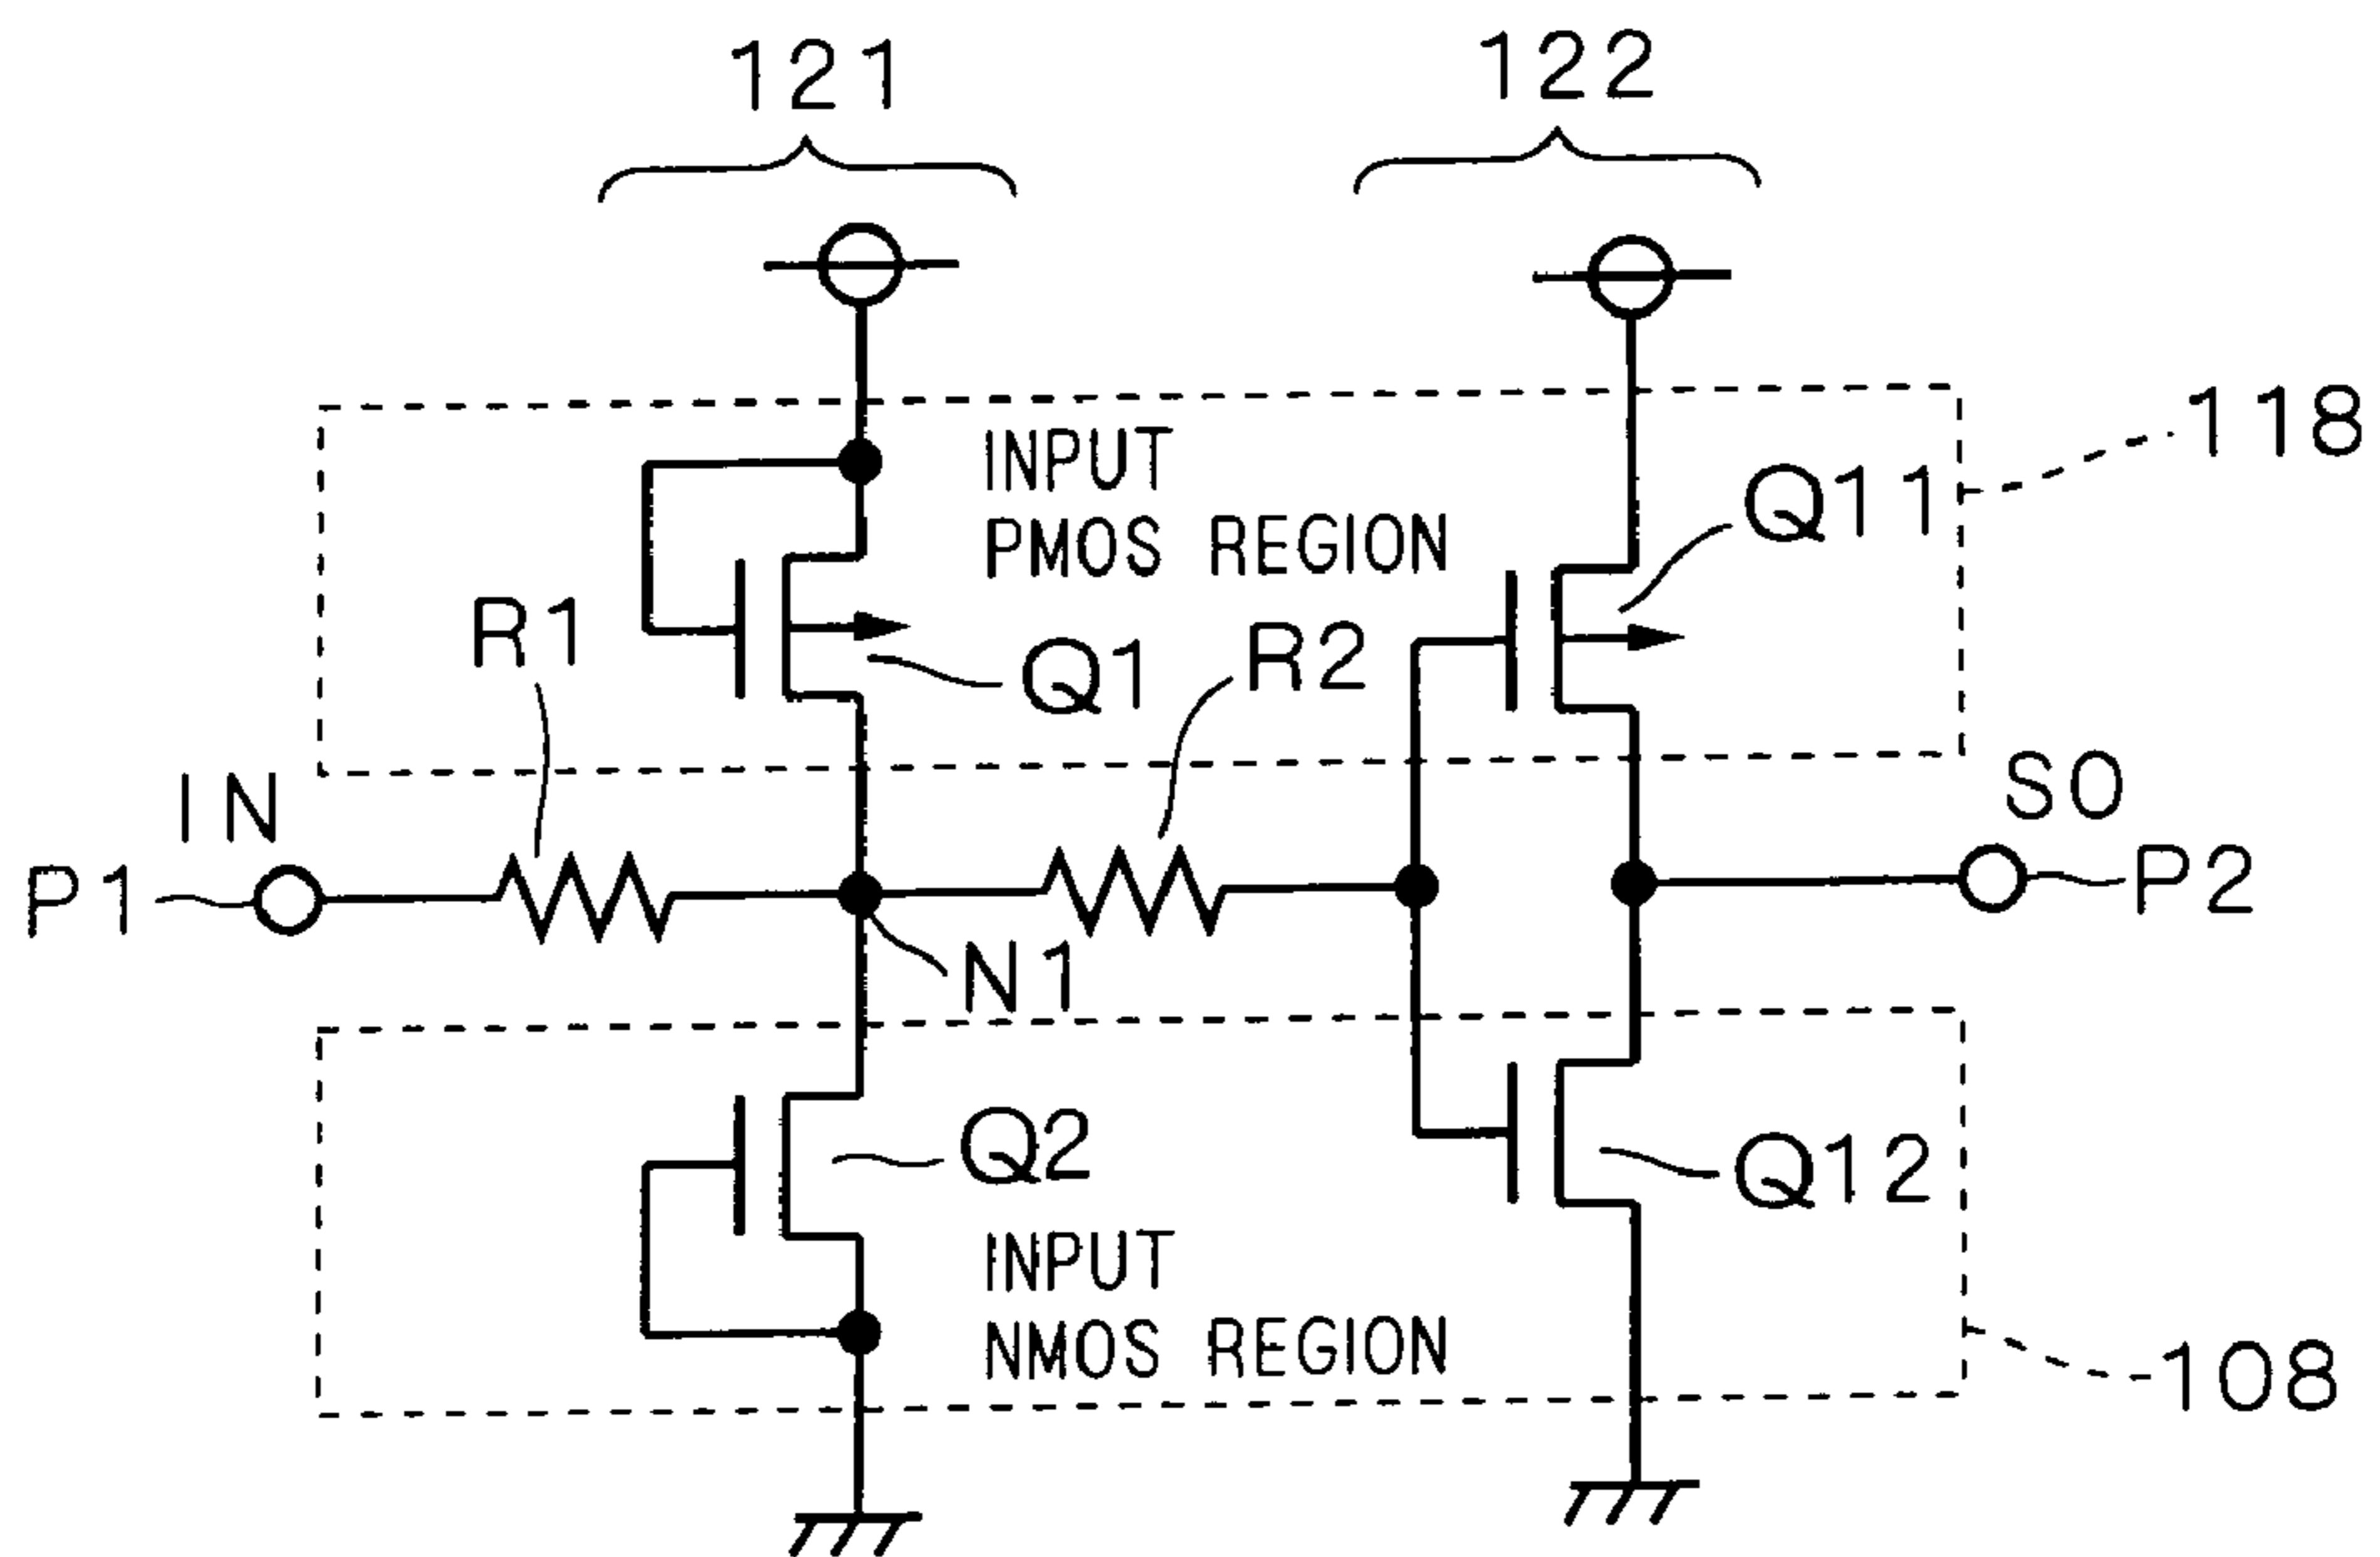 121
122
118
INPUT
PMOS REGION
Q11
R1
Q1
R2
IN
SO
P1
P2
N1
Q2
Q12
INPUT
NMOS REGION
108